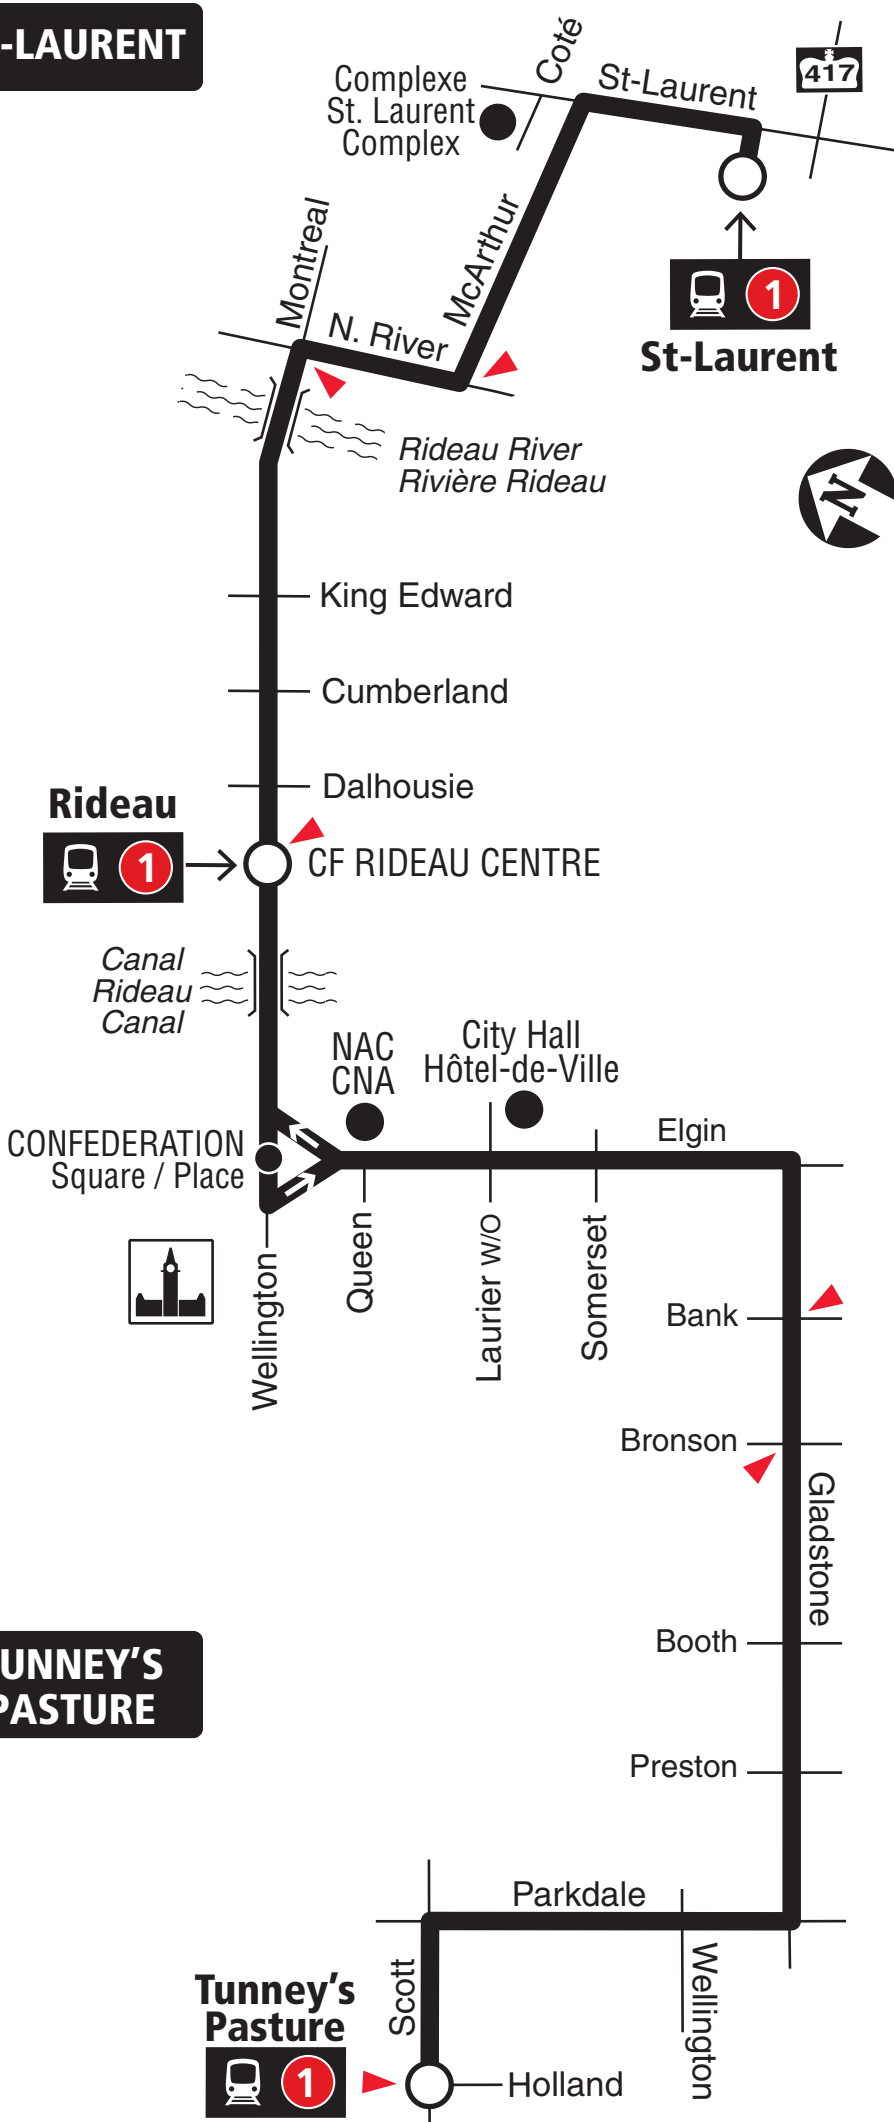 -LAURENT
Coté
St-Laurent
417
Complexe
St. Laurent
Complex
McArthur
Montreal
N. River
1
St-Laurent
Rideau River
Rivière Rideau
N
King Edward
Cumberland
Dalhousie
Rideau
1
CF RIDEAU CENTRE
Canal
Rideau
Canal
NAC
CNA
City Hall
Hôtel-de-Ville
CONFEDERATION
Square / Place
Elgin
Wellington
Queen
Laurier W/O
Somerset
Bank
Bronson
Gladstone
Booth
UNNEY'S
PASTURE
Preston
Parkdale
Scott
Wellington
Tunney's
Pasture
1
Holland